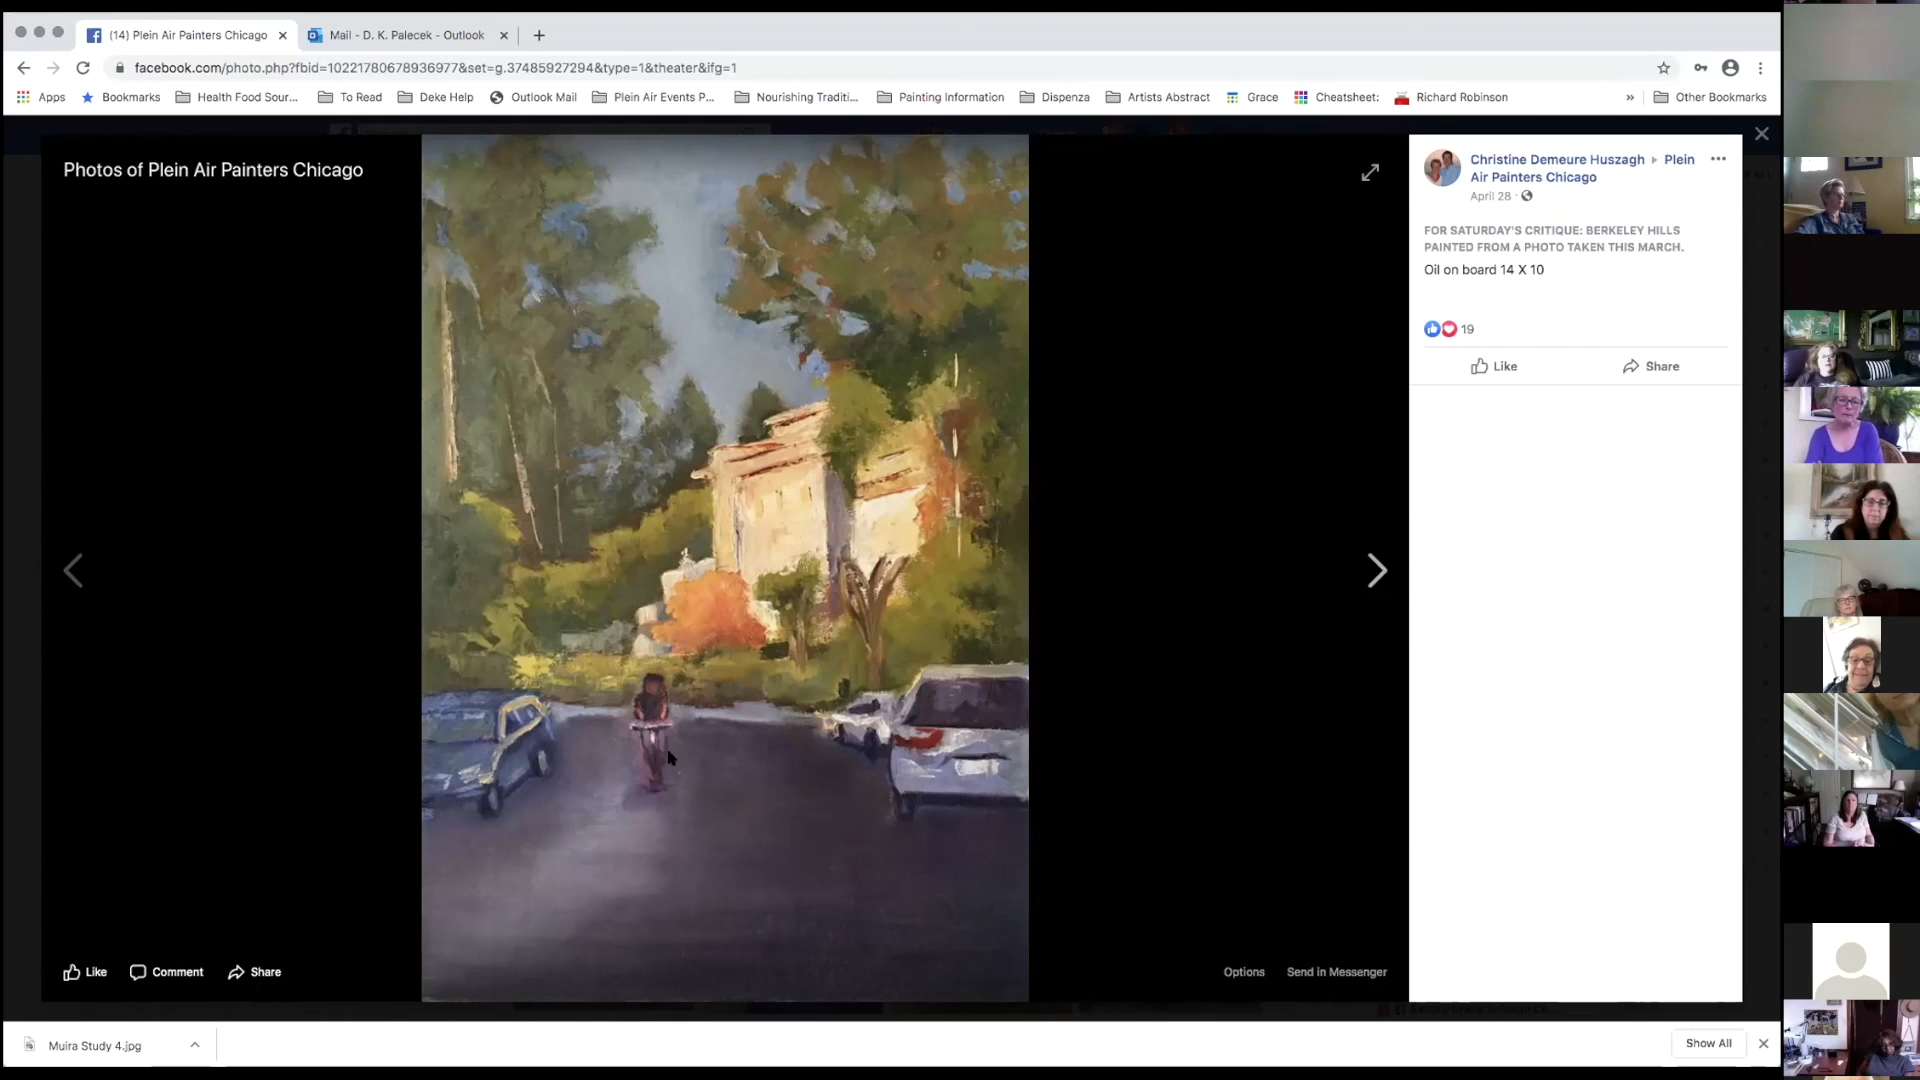 (14) Plein Air Painters Chicago
Mail - D. K. Palecek - Outlook
facebook.com/photo.php?fbid=10221780678936977&set=g.37485927294&type=1&theater&ifg=1
Apps
Bookmarks
Health Food Sour...
To Read
Deke Help
Outlook Mail
Plein Air Events P...
Nourishing Traditi...
Painting Information
Dispenza
Artists Abstract
Grace
Cheatsheet:
Richard Robinson
»
Other Bookmarks
Photos of Plein Air Painters Chicago
Christine Demeure Huszagh ▸ Plein
Air Painters Chicago
April 28 ·
FOR SATURDAY'S CRITIQUE: BERKELEY HILLS
PAINTED FROM A PHOTO TAKEN THIS MARCH.
Oil on board 14 X 10
19
Like
Share
Like
Comment
Share
Options
Send in Messenger
Muira Study 4.jpg
Show All